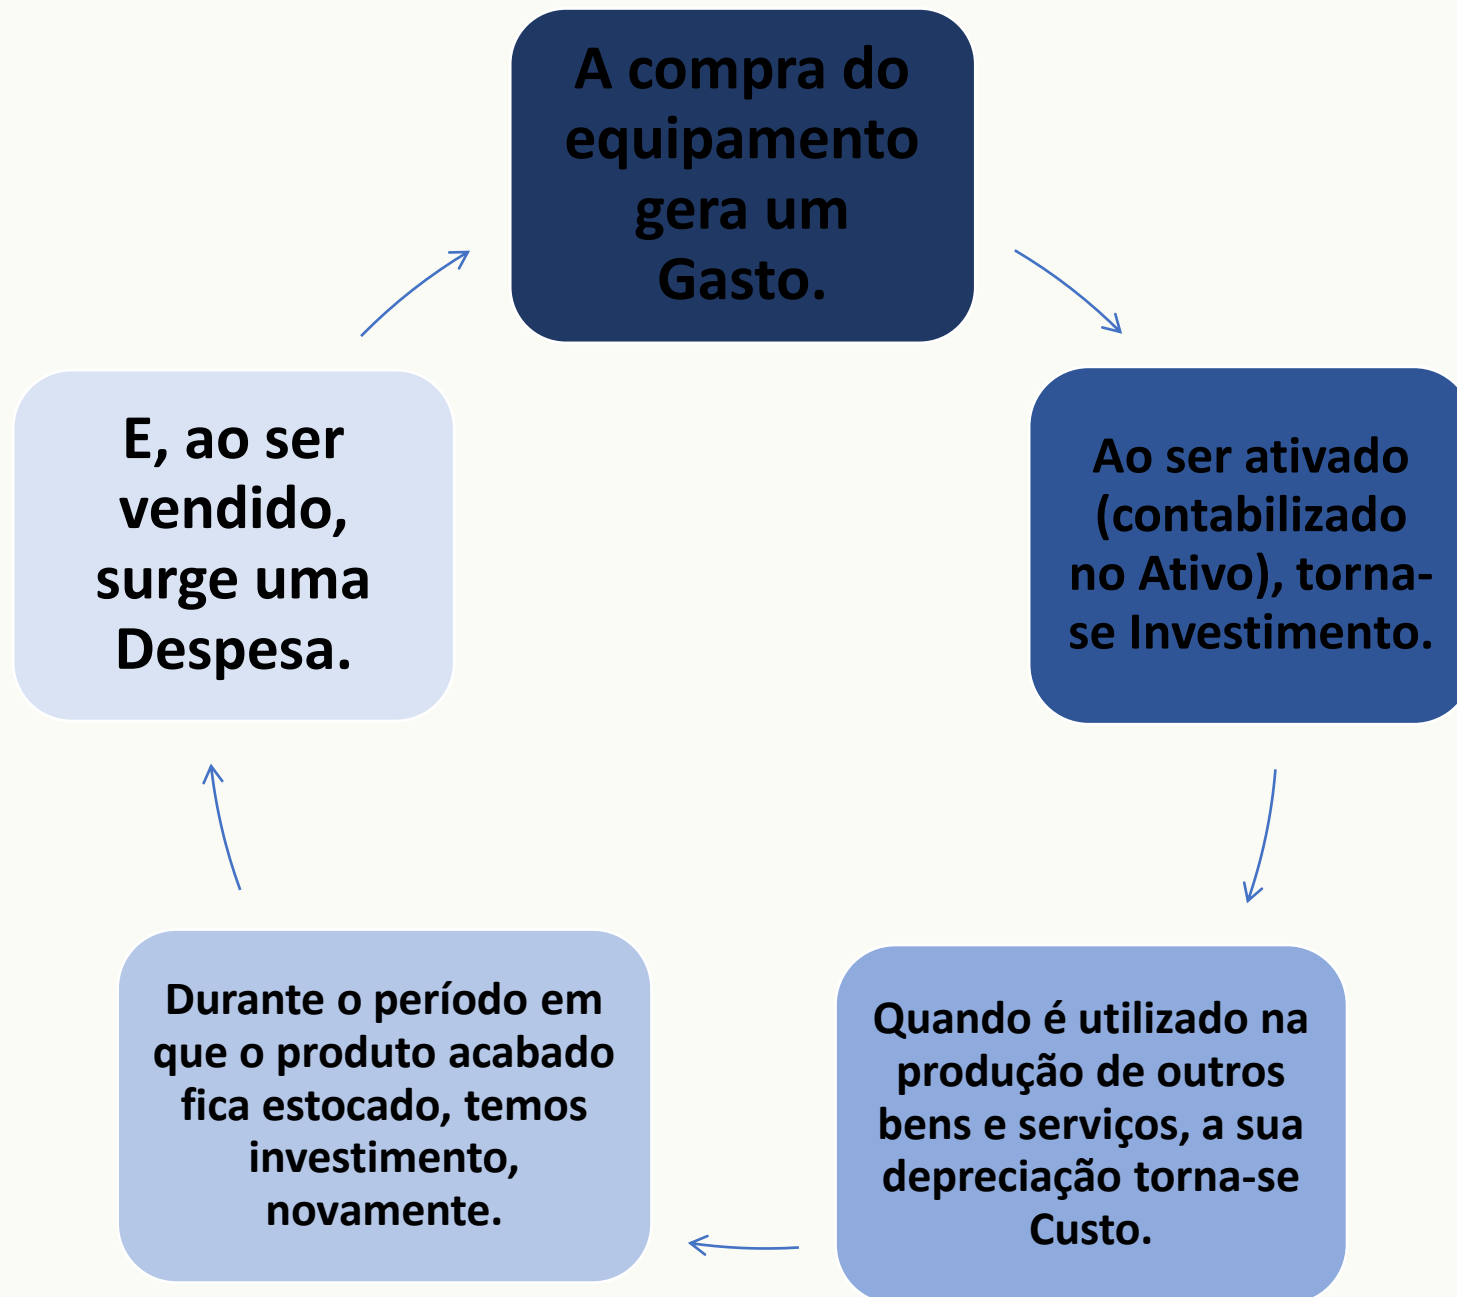 A compra do
equipamento
gera um
Gasto.
Ao ser ativado
(contabilizado
no Ativo), torna-
se Investimento.
Quando é utilizado na
produção de outros
bens e serviços, a sua
depreciação torna-se
Custo.
Durante o período em
que o produto acabado
fica estocado, temos
investimento,
novamente.
E, ao ser
vendido,
surge uma
Despesa.